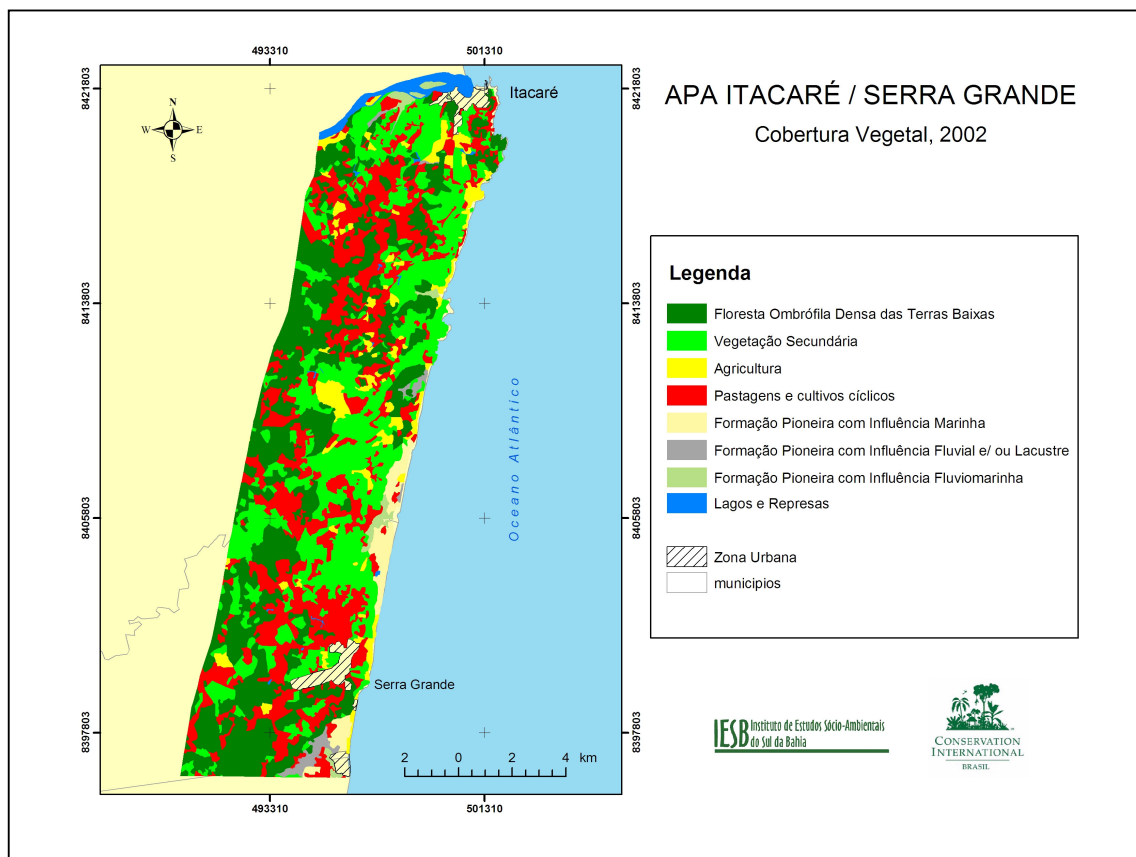 APA ITACARÉ / SERRA GRANDE
Cobertura Vegetal, 2002
493310
501310
8421803
8421803
8413803
8413803
8405803
8405803
8397803
8397803
493310
501310
N
W
E
S
Itacaré
Oceano Atlântico
Serra Grande
2 0 2 4 km
Legenda
Floresta Ombrófila Densa das Terras Baixas
Vegetação Secundária
Agricultura
Pastagens e cultivos cíclicos
Formação Pioneira com Influência Marinha
Formação Pioneira com Influência Fluvial e/ ou Lacustre
Formação Pioneira com Influência Fluviomarinha
Lagos e Represas
Zona Urbana
municipios
IESB Instituto de Estudos Sócio-Ambientais
do Sul da Bahia
CONSERVATION
INTERNATIONAL
BRASIL